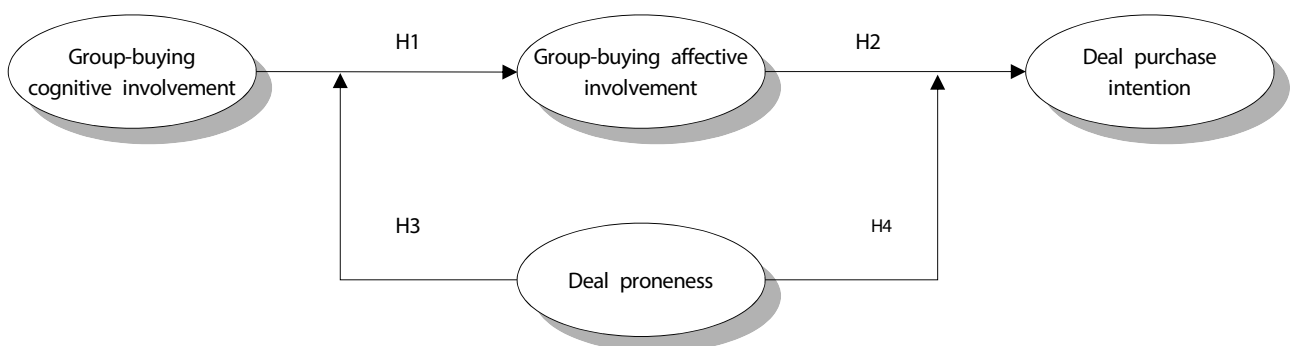 H1
H2
Group-buying
cognitive involvement
Group-buying affective
involvement
Deal purchase
intention
H3
H4
Deal proneness